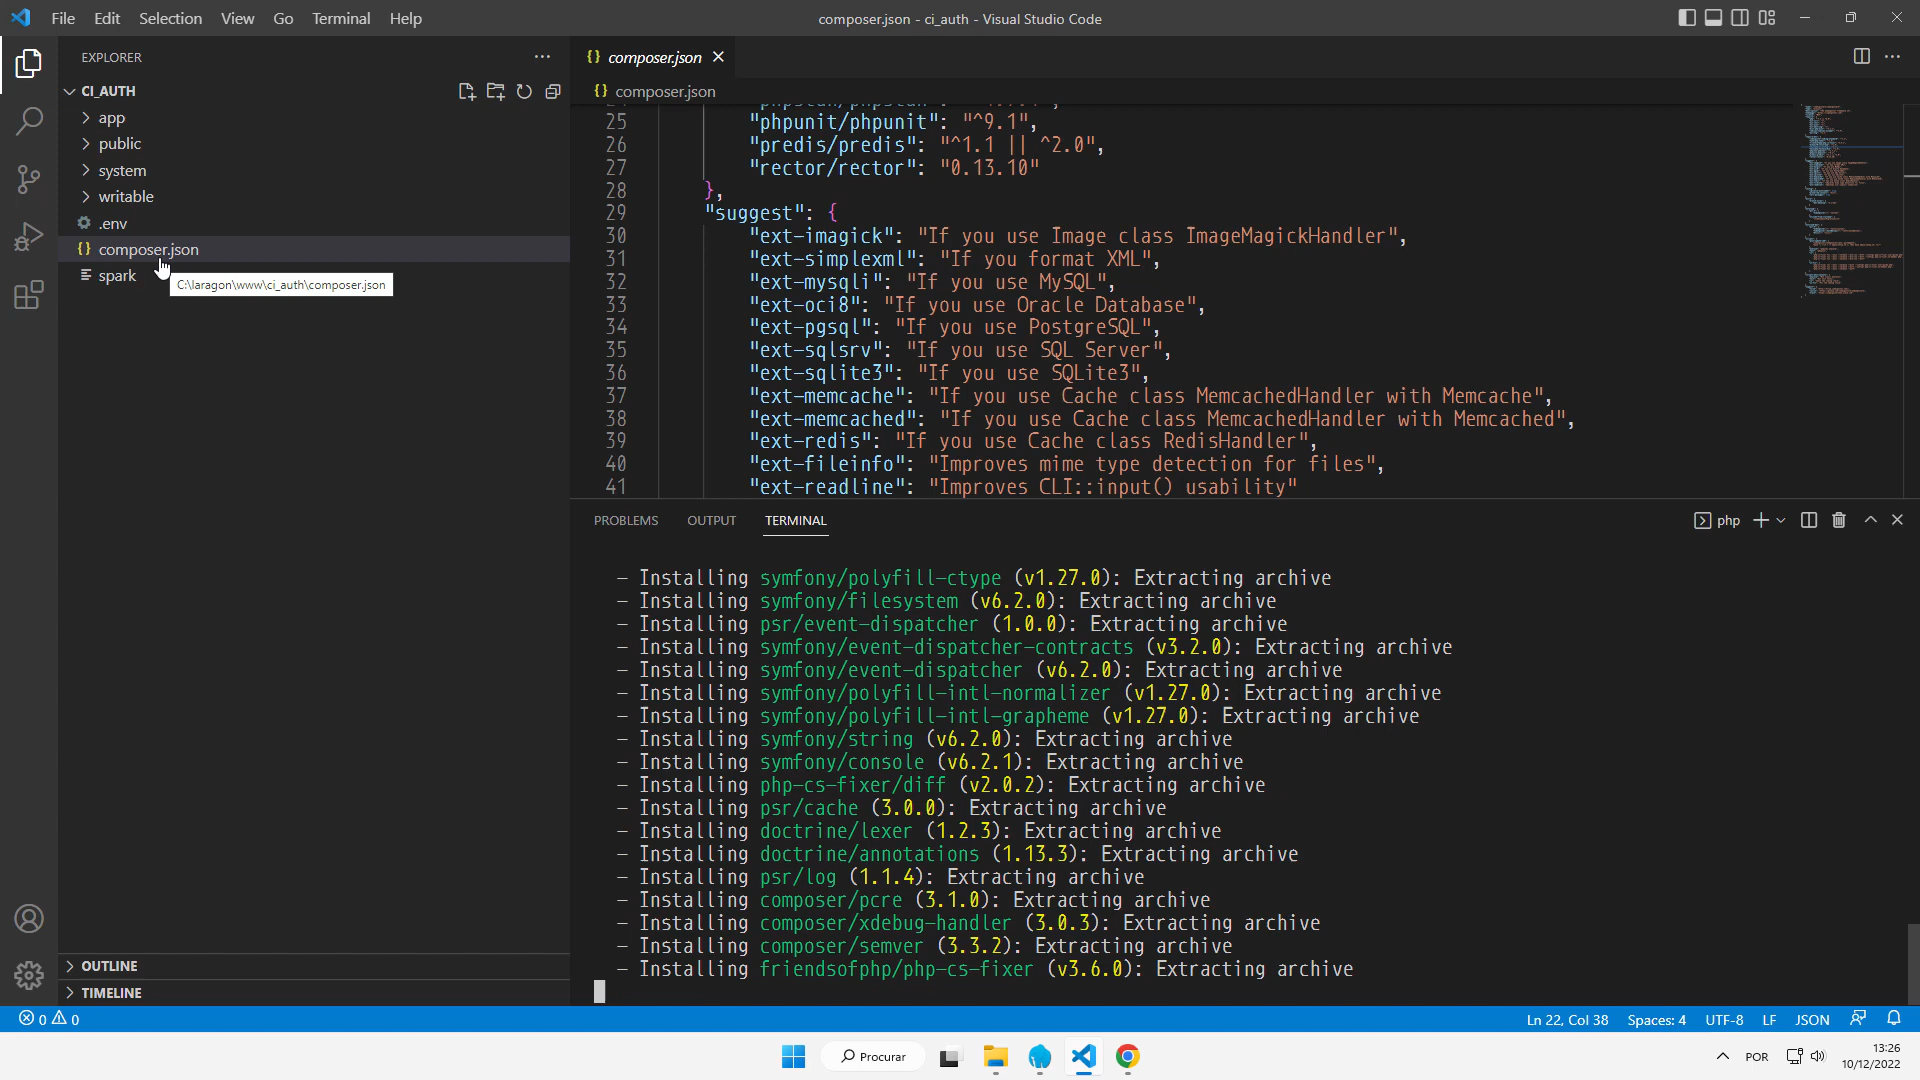 File Edit Selection View Go Terminal Help
composer.json - ci_auth - Visual Studio Code
EXPLORER
CI_AUTH
app
public
system
writable
.env
composer.json
spark
C:\laragon\www\ci_auth\composer.json
OUTLINE
TIMELINE
composer.json
composer.json
25 "phpunit/phpunit": "^9.1",
26 "predis/predis": "^1.1 || ^2.0",
27 "rector/rector": "0.13.10"
28 },
29 "suggest": {
30 "ext-imagick": "If you use Image class ImageMagickHandler",
31 "ext-simplexml": "If you format XML",
32 "ext-mysqli": "If you use MySQL",
33 "ext-oci8": "If you use Oracle Database",
34 "ext-pgsql": "If you use PostgreSQL",
35 "ext-sqlsrv": "If you use SQL Server",
36 "ext-sqlite3": "If you use SQLite3",
37 "ext-memcache": "If you use Cache class MemcachedHandler with Memcache",
38 "ext-memcached": "If you use Cache class MemcachedHandler with Memcached",
39 "ext-redis": "If you use Cache class RedisHandler",
40 "ext-fileinfo": "Improves mime type detection for files",
41 "ext-readline": "Improves CLI::input() usability"
PROBLEMS OUTPUT TERMINAL
php
- Installing symfony/polyfill-ctype (v1.27.0): Extracting archive
- Installing symfony/filesystem (v6.2.0): Extracting archive
- Installing psr/event-dispatcher (1.0.0): Extracting archive
- Installing symfony/event-dispatcher-contracts (v3.2.0): Extracting archive
- Installing symfony/event-dispatcher (v6.2.0): Extracting archive
- Installing symfony/polyfill-intl-normalizer (v1.27.0): Extracting archive
- Installing symfony/polyfill-intl-grapheme (v1.27.0): Extracting archive
- Installing symfony/string (v6.2.0): Extracting archive
- Installing symfony/console (v6.2.1): Extracting archive
- Installing php-cs-fixer/diff (v2.0.2): Extracting archive
- Installing psr/cache (3.0.0): Extracting archive
- Installing doctrine/lexer (1.2.3): Extracting archive
- Installing doctrine/annotations (1.13.3): Extracting archive
- Installing psr/log (1.1.4): Extracting archive
- Installing composer/pcre (3.1.0): Extracting archive
- Installing composer/xdebug-handler (3.0.3): Extracting archive
- Installing composer/semver (3.3.2): Extracting archive
- Installing friendsofphp/php-cs-fixer (v3.6.0): Extracting archive
0 0
Ln 22, Col 38 Spaces: 4 UTF-8 LF JSON
Procurar
POR
13:26
10/12/2022